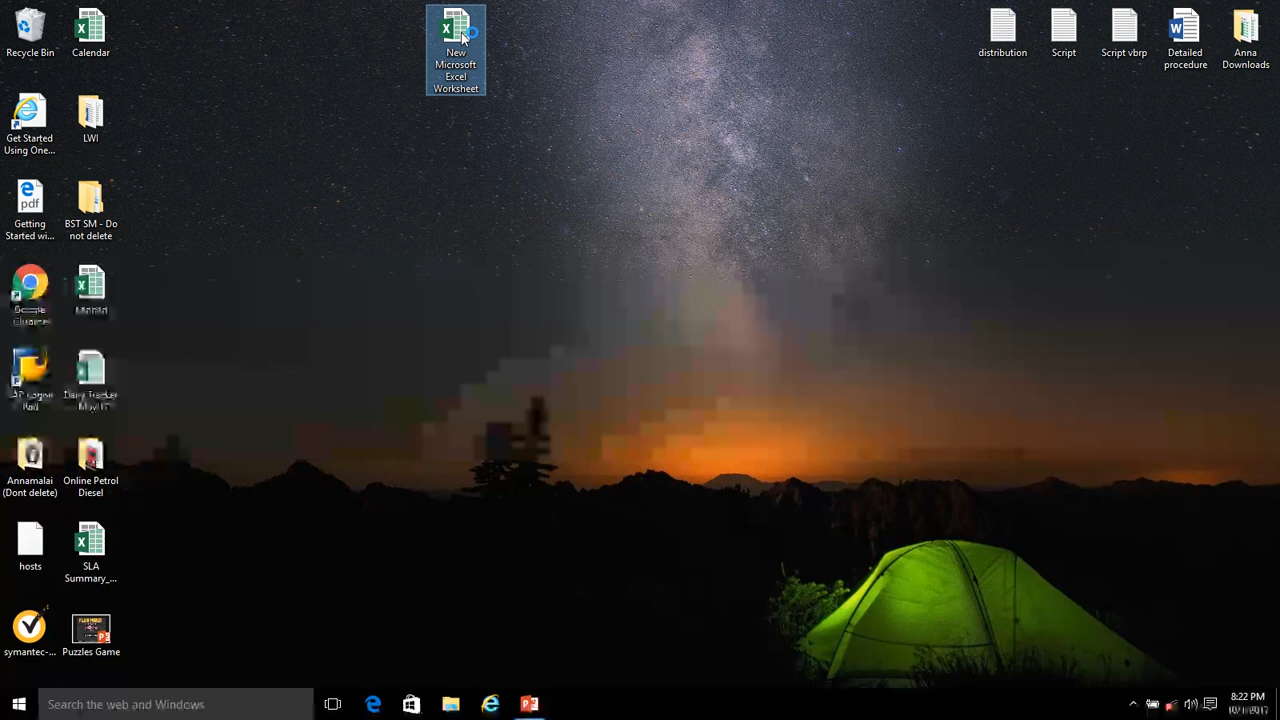 Recycle Bin
Calendar
New
Microsoft
Excel
Worksheet
distribution
Script
Script vbrp
Detailed
procedure
Anna
Downloads
Get Started
Using One...
LWI
pdf
Getting
Started wi...
BST SM - Do
not delete
Annamalai
(Dont delete)
Online Petrol
Diesel
hosts
SLA
Summary_...
symantec-...
Puzzles Game
Search the web and Windows
8:22 PM